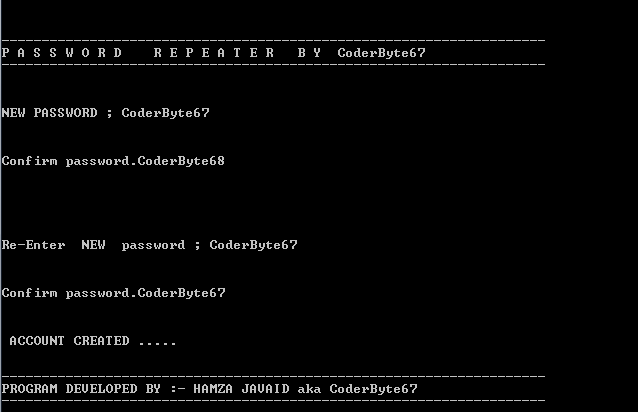 P A S S W O R D    R E P E A T E R   B Y  CoderByte67
NEW PASSWORD ; CoderByte67
Confirm password.CoderByte68
Re-Enter  NEW  password ; CoderByte67
Confirm password.CoderByte67
ACCOUNT CREATED .....
PROGRAM DEVELOPED BY :- HAMZA JAVAID aka CoderByte67